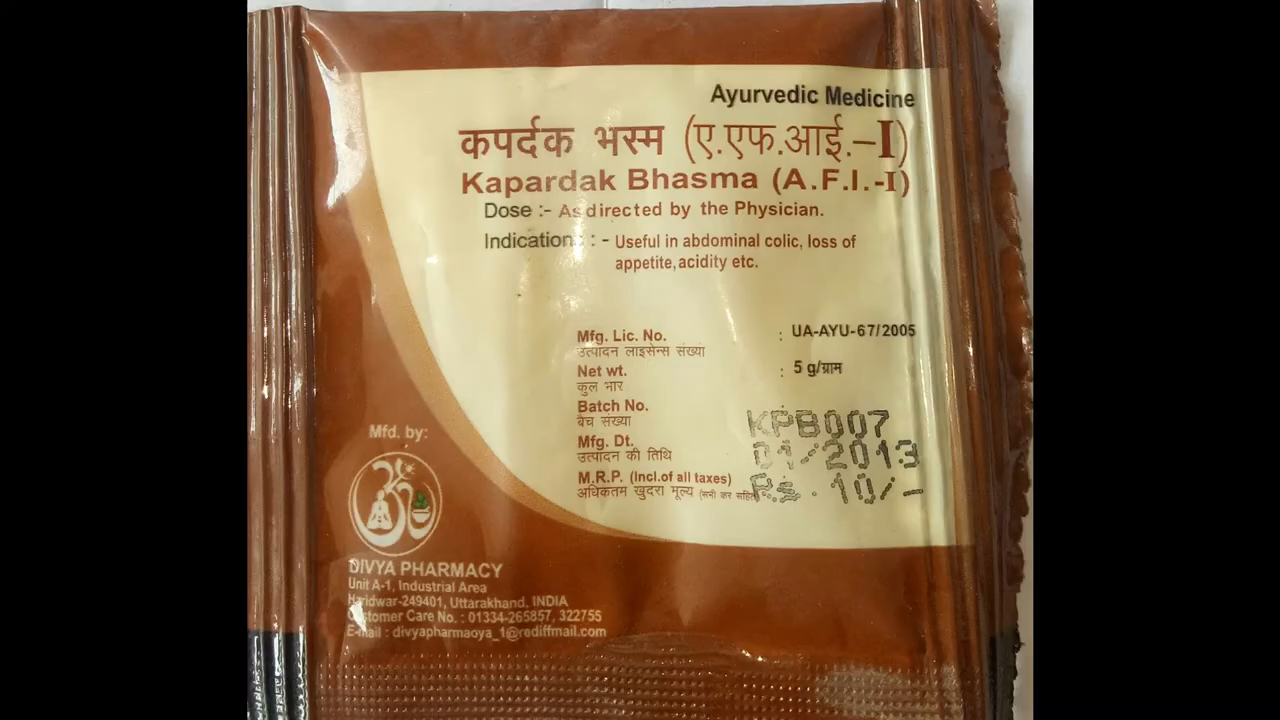 Ayurvedic Medicine
कपर्दक भस्म (ए.एफ.आई.–I)
Kapardak Bhasma (A.F.I.-I)
Dose :- As directed by the Physician.
Indication : - Useful in abdominal colic, loss of
appetite, acidity etc.
Mfg. Lic. No. : UA-AYU-67/2005
उत्पादन लाइसेन्स संख्या
Net wt. : 5 g/ग्राम
कुल भार
Batch No. KPB007
बैच संख्या
Mfg. Dt. 01/2013
उत्पादन की तिथि
M.R.P. (Incl.of all taxes) Rs. 10/-
अधिकतम खुदरा मूल्य (सभी कर सहित)
Mfd. by:
DIVYA PHARMACY
Unit A-1, Industrial Area
Haridwar-249401, Uttarakhand, INDIA
Customer Care No. : 01334-265857, 322755
E-mail : divyapharmaoya_1@rediffmail.com